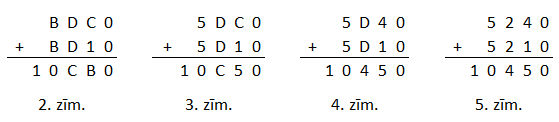 B D C 0 5 D C 0 5 D 4 0 5 2 4 0
+ B D 1 0 + 5 D 1 0 + 5 D 1 0 + 5 2 1 0
1 0 C B 0 1 0 C 5 0 1 0 4 5 0 1 0 4 5 0
2. zīm. 3. zīm. 4. zīm. 5. zīm.